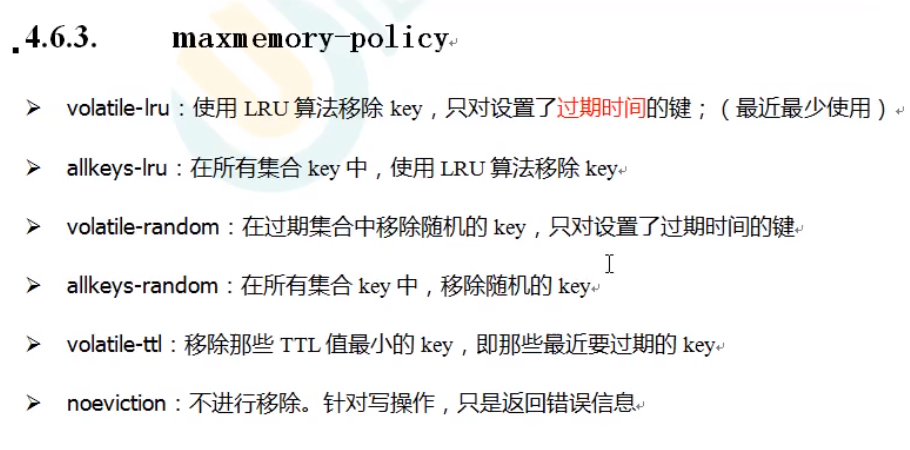 4.6.3. maxmemory-policy
➢ volatile-lru：使用 LRU 算法移除 key，只对设置了过期时间的键；（最近最少使用）
➢ allkeys-lru：在所有集合 key 中，使用 LRU 算法移除 key
➢ volatile-random：在过期集合中移除随机的 key，只对设置了过期时间的键
➢ allkeys-random：在所有集合 key 中，移除随机的 key
➢ volatile-ttl：移除那些 TTL 值最小的 key，即那些最近要过期的 key
➢ noeviction：不进行移除。针对写操作，只是返回错误信息